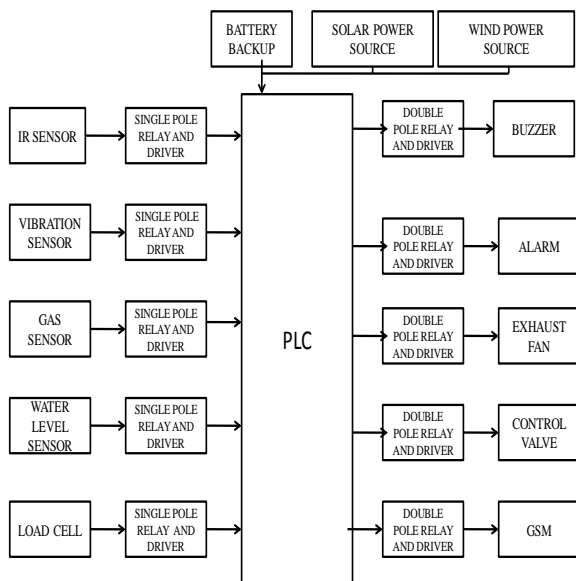 BATTERY
BACKUP
SOLAR POWER
SOURCE
WIND POWER
SOURCE
IR SENSOR
SINGLE POLE
RELAY AND
DRIVER
DOUBLE
POLE RELAY
AND DRIVER
BUZZER
VIBRATION
SENSOR
SINGLE POLE
RELAY AND
DRIVER
DOUBLE
POLE RELAY
AND DRIVER
ALARM
GAS
SENSOR
SINGLE POLE
RELAY AND
DRIVER
PLC
DOUBLE
POLE RELAY
AND DRIVER
EXHAUST
FAN
WATER
LEVEL
SENSOR
SINGLE POLE
RELAY AND
DRIVER
DOUBLE
POLE RELAY
AND DRIVER
CONTROL
VALVE
LOAD CELL
SINGLE POLE
RELAY AND
DRIVER
DOUBLE
POLE RELAY
AND DRIVER
GSM